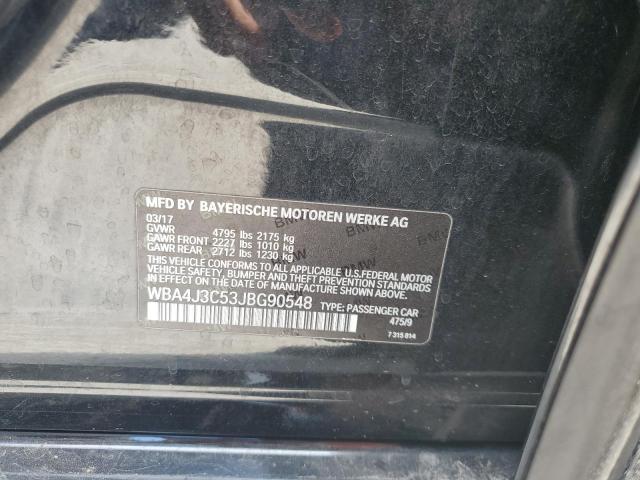 MFD BY BAYERISCHE MOTOREN WERKE AG
03/17
GVWR 4795 lbs 2175 kg
GAWR FRONT 2227 lbs 1010 kg
GAWR REAR 2712 lbs 1230 kg
THIS VEHICLE CONFORMS TO ALL APPLICABLE U.S.FEDERAL MOTOR
VEHICLE SAFETY, BUMPER AND THEFT PREVENTION STANDARDS
IN EFFECT ON THE DATE OF MANUFACTURE SHOWN ABOVE.
WBA4J3C53JBG90548 TYPE: PASSENGER CAR
475/9
7 315 814